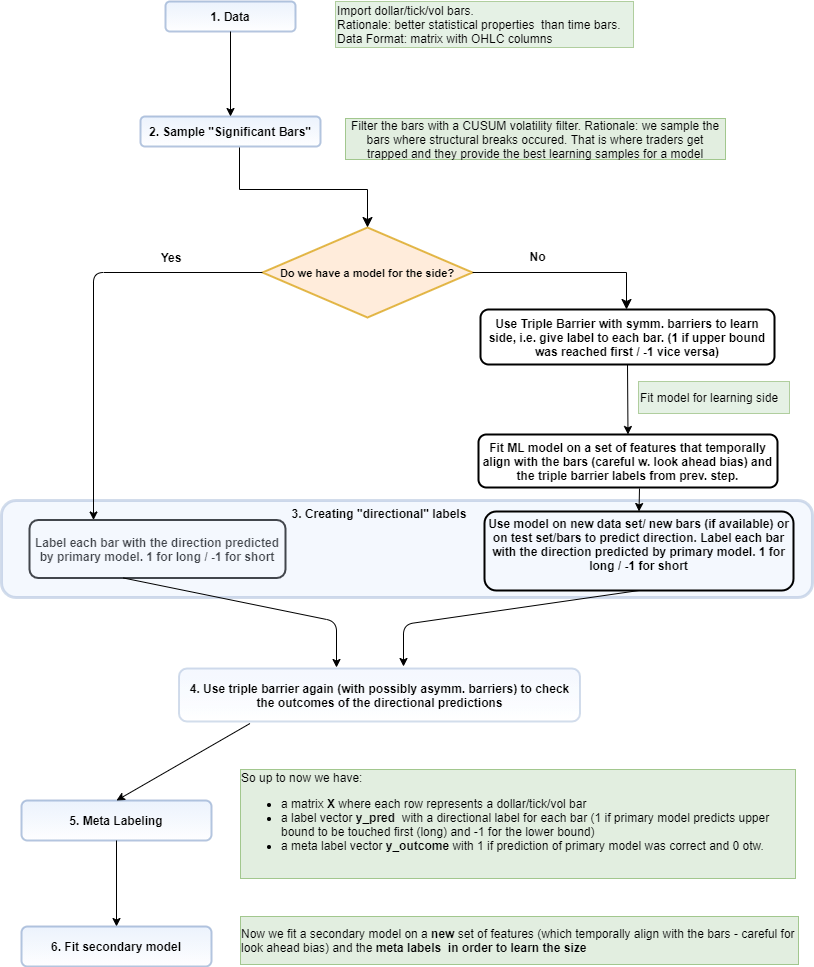 1. Data
Import dollar/tick/vol bars.
Rationale: better statistical properties than time bars.
Data Format: matrix with OHLC columns
2. Sample "Significant Bars"
Filter the bars with a CUSUM volatility filter. Rationale: we sample the
bars where structural breaks occured. That is where traders get
trapped and they provide the best learning samples for a model
Yes
Do we have a model for the side?
No
Use Triple Barrier with symm. barriers to learn
side, i.e. give label to each bar. (1 if upper bound
was reached first / -1 vice versa)
Fit model for learning side
Fit ML model on a set of features that temporally
align with the bars (careful w. look ahead bias) and
the triple barrier labels from prev. step.
3. Creating "directional" labels
Label each bar with the direction predicted
by primary model. 1 for long / -1 for short
Use model on new data set/ new bars (if available) or
on test set/bars to predict direction. Label each bar
with the direction predicted by primary model. 1 for
long / -1 for short
4. Use triple barrier again (with possibly asymm. barriers) to check
the outcomes of the directional predictions
5. Meta Labeling
So up to now we have:
• a matrix X where each row represents a dollar/tick/vol bar
• a label vector y_pred with a directional label for each bar (1 if primary model predicts upper
bound to be touched first (long) and -1 for the lower bound)
• a meta label vector y_outcome with 1 if prediction of primary model was correct and 0 otw.
6. Fit secondary model
Now we fit a secondary model on a new set of features (which temporally align with the bars - careful for
look ahead bias) and the meta labels in order to learn the size